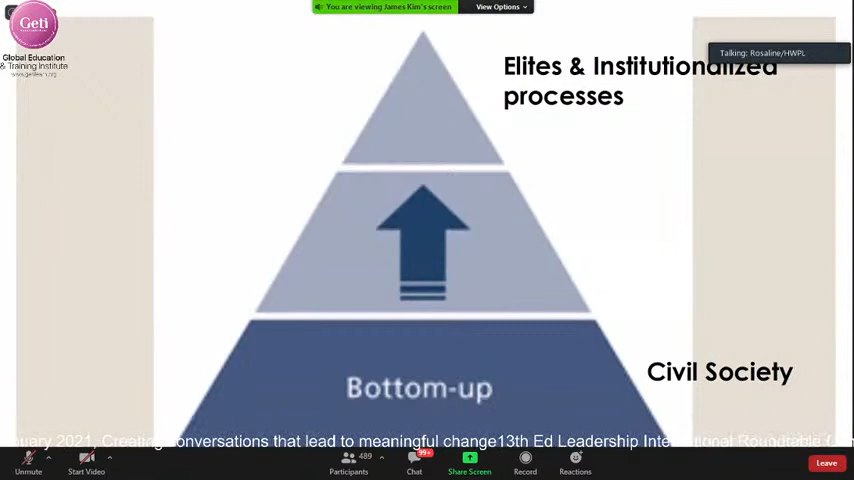 You are viewing James Kim's screen
View Options
Geti
Global Education
& Training Institute
Talking: Rosaline/HWPL
Elites & Institutionalized
processes
Bottom-up
Civil Society
2021, Creating conversations that lead to meaningful change13th Ed Leadership International Roundtable
Unmute
Start Video
489
Participants
99+
Chat
Share Screen
Record
Reactions
Leave